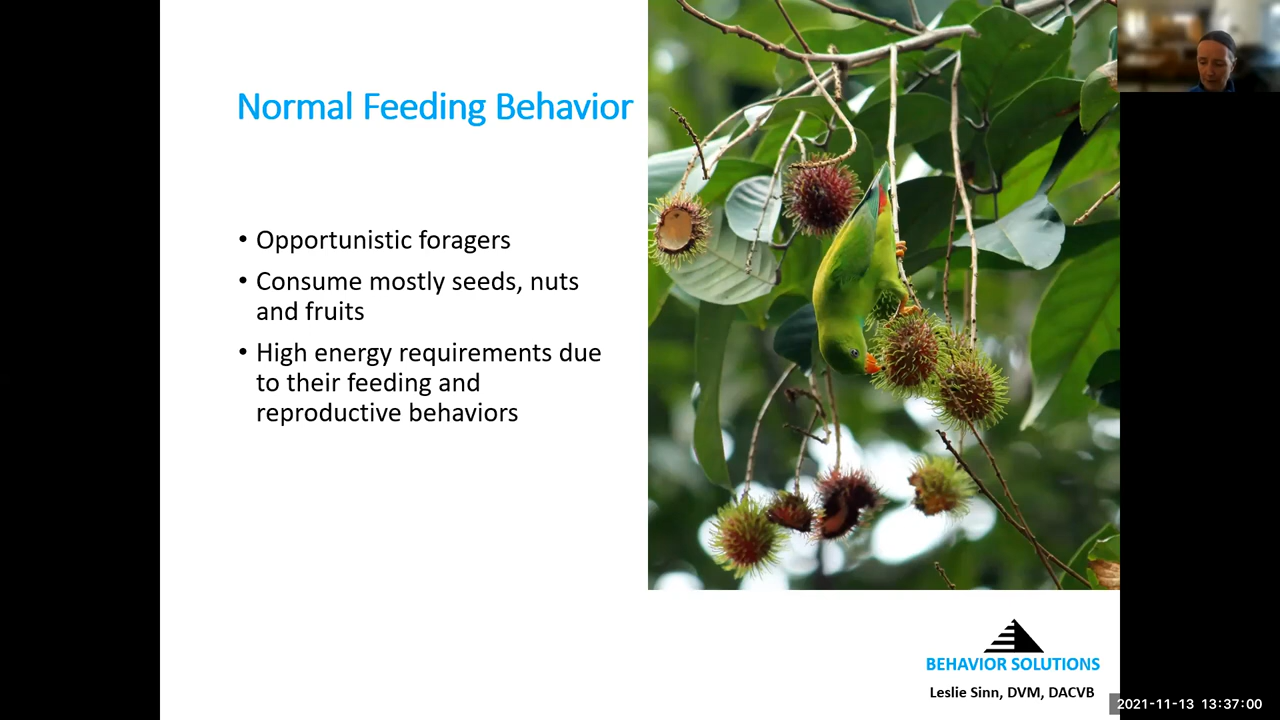 Normal Feeding Behavior
• Opportunistic foragers
• Consume mostly seeds, nuts
and fruits
• High energy requirements due
to their feeding and
reproductive behaviors
BEHAVIOR SOLUTIONS
Leslie Sinn, DVM, DACVB
2021-11-13 13:37:00